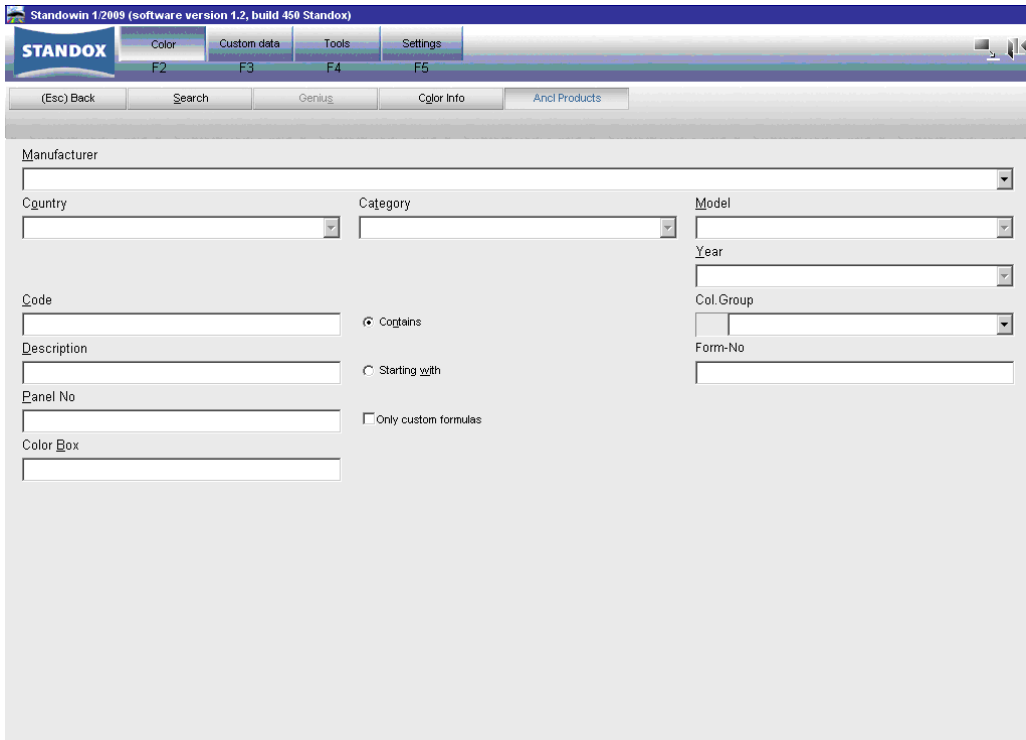 Standowin 1/2009 (software version 1.2, build 450 Standox)
STANDOX
Color Custom data Tools Settings
F2 F3 F4 F5
(Esc) Back Search Genius Color Info Ancl Products
Manufacturer
Country Category Model
Year
Code Col.Group
Contains
Description Form-No
Starting with
Panel No
Only custom formulas
Color Box